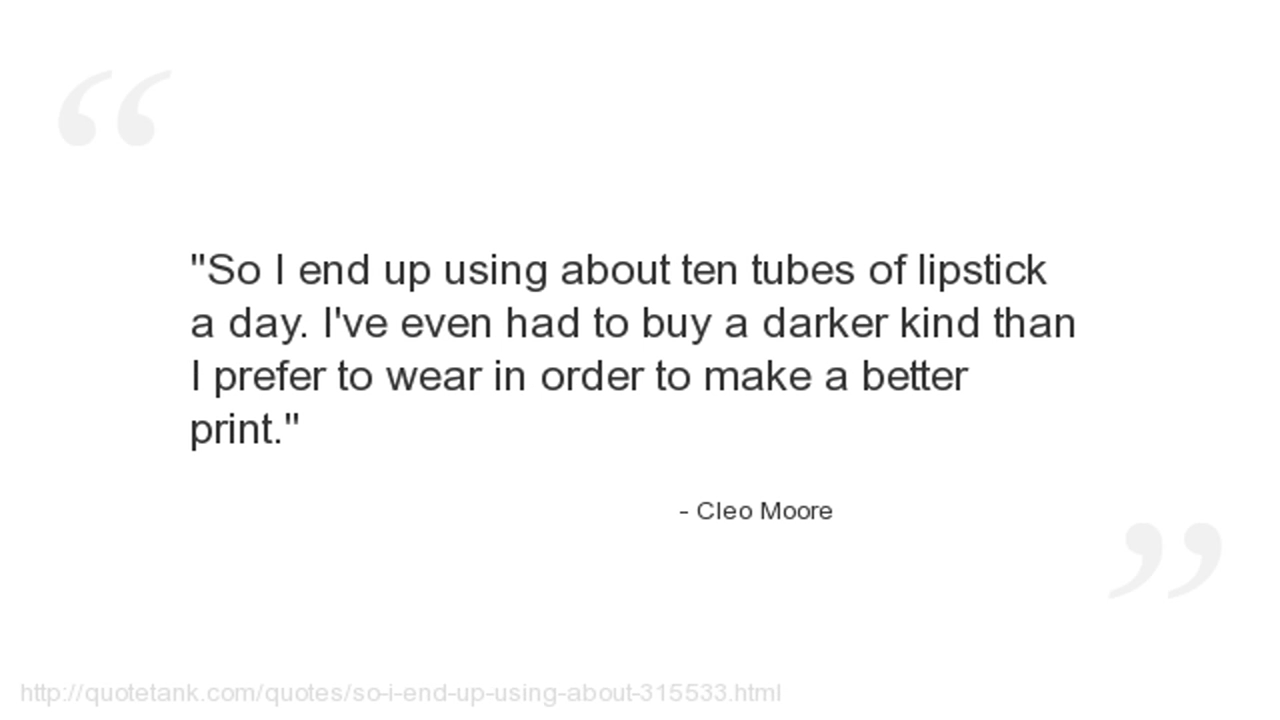 "So I end up using about ten tubes of lipstick
a day. I've even had to buy a darker kind than
I prefer to wear in order to make a better
print."
- Cleo Moore
http://quotetank.com/quotes/so-i-end-up-using-about-315533.html